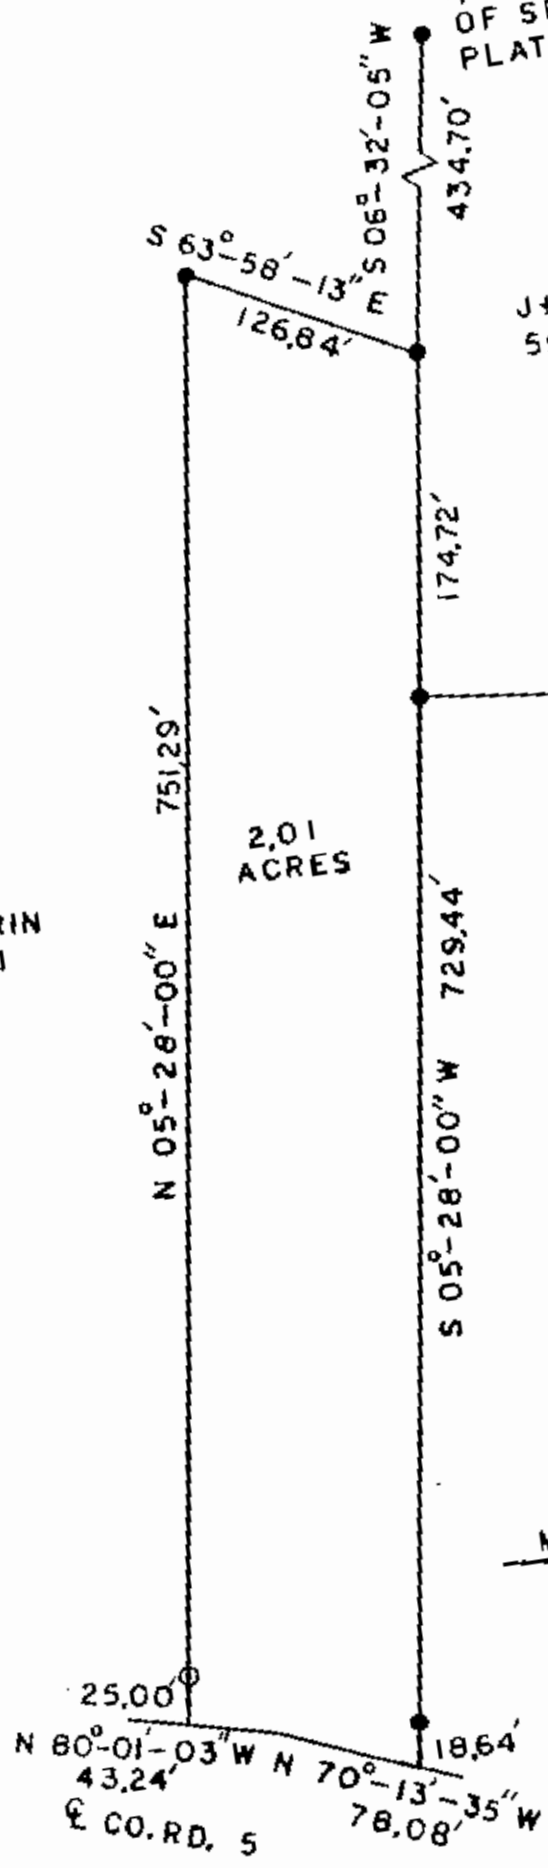 OF S
PLAT
S 06°-32'-05" W
434.70'
S 63°-58'-13" E
126.84'
174.72'
751.29'
2.01
ACRES
729.44'
N 05°-28'-00" E
S 05°-28'-00" W
25.00'
18.64'
N 80°-01'-03" W
43.24'
N 70°-13'-35" W
78.08'
℄ CO. RD. 5